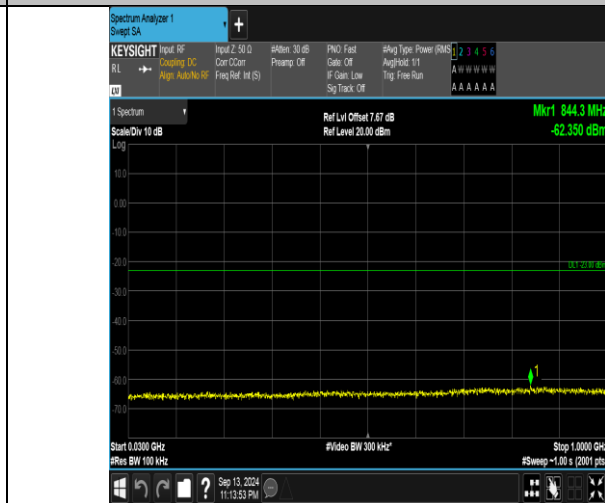 Spectrum Analyzer 1
Swept SA
+
KEYSIGHT Input: RF Input Z: 50 Ω #Atten: 30 dB PNO: Fast #Avg Type: Power (RMS 1 2 3 4 5 6
RL Coupling: DC Corr CCorr Preamp: Off Gate: Off Avg|Hold: 1/1 A W W W W W
Align: Auto/No RF Freq Ref: Int (S) IF Gain: Low Trig: Free Run
Sig Track: Off A A A A A A
LXI
1 Spectrum Ref Lvl Offset 7.67 dB Mkr1 844.3 MHz
Scale/Div 10 dB Ref Level 20.00 dBm -62.350 dBm
Log
10.0
0.00
-10.0
-20.0
DL1 -23.00 dBm
-30.0
-40.0
-50.0
-60.0
1
-70.0
Start 0.0300 GHz #Video BW 300 kHz* Stop 1.0000 GHz
#Res BW 100 kHz #Sweep ~1.00 s (2001 pts
? Sep 13, 2024
11:13:53 PM